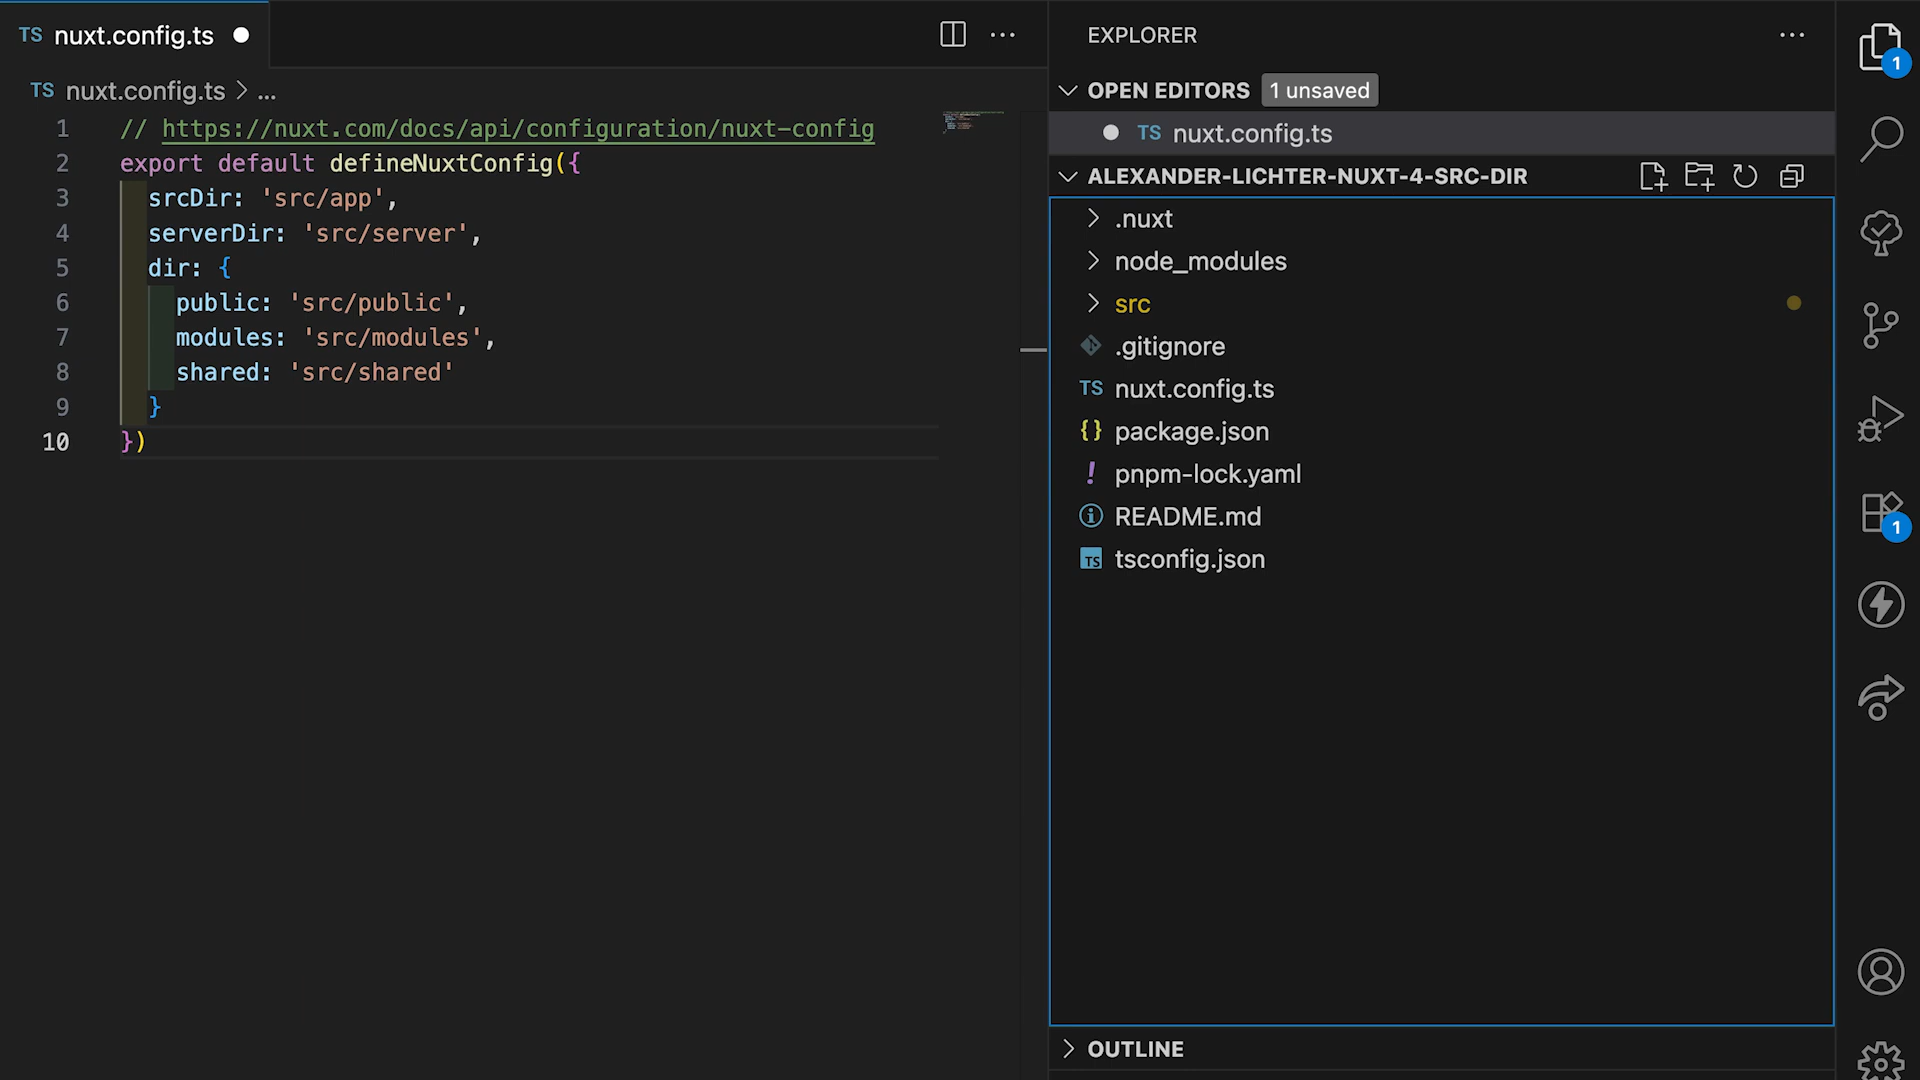 TS nuxt.config.ts
TS nuxt.config.ts > ...
1 // https://nuxt.com/docs/api/configuration/nuxt-config
2 export default defineNuxtConfig({
3 srcDir: 'src/app',
4 serverDir: 'src/server',
5 dir: {
6 public: 'src/public',
7 modules: 'src/modules',
8 shared: 'src/shared'
9 }
10 })
EXPLORER
OPEN EDITORS 1 unsaved
TS nuxt.config.ts
ALEXANDER-LICHTER-NUXT-4-SRC-DIR
.nuxt
node_modules
src
.gitignore
TS nuxt.config.ts
{} package.json
! pnpm-lock.yaml
README.md
TS tsconfig.json
OUTLINE
1
1